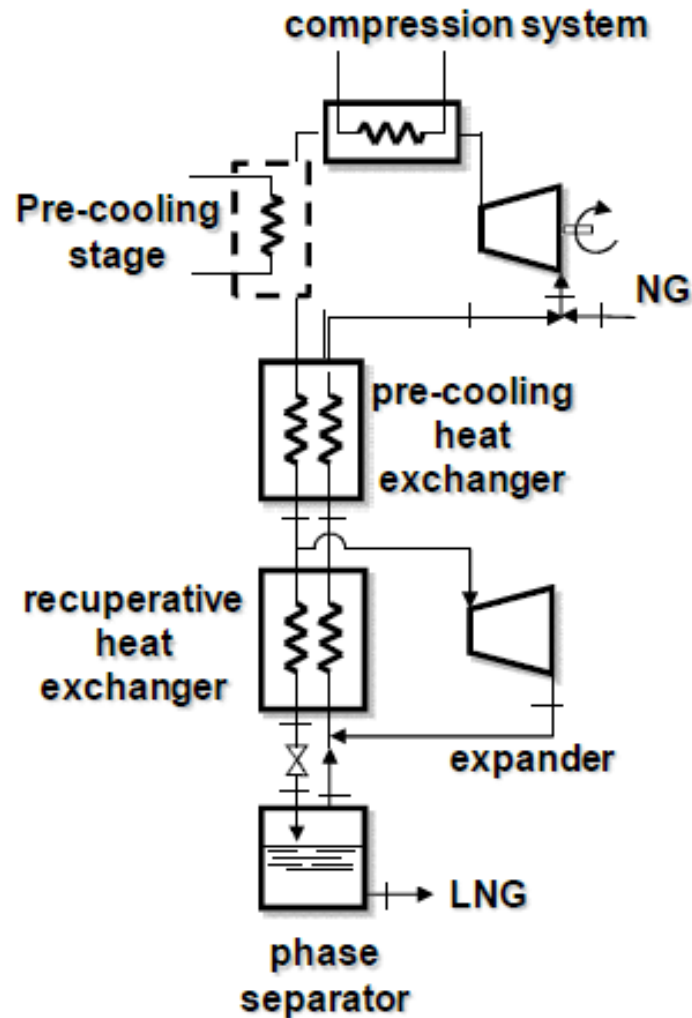 compression system
Pre-cooling
stage
NG
pre-cooling
heat
exchanger
recuperative
heat
exchanger
expander
LNG
phase
separator